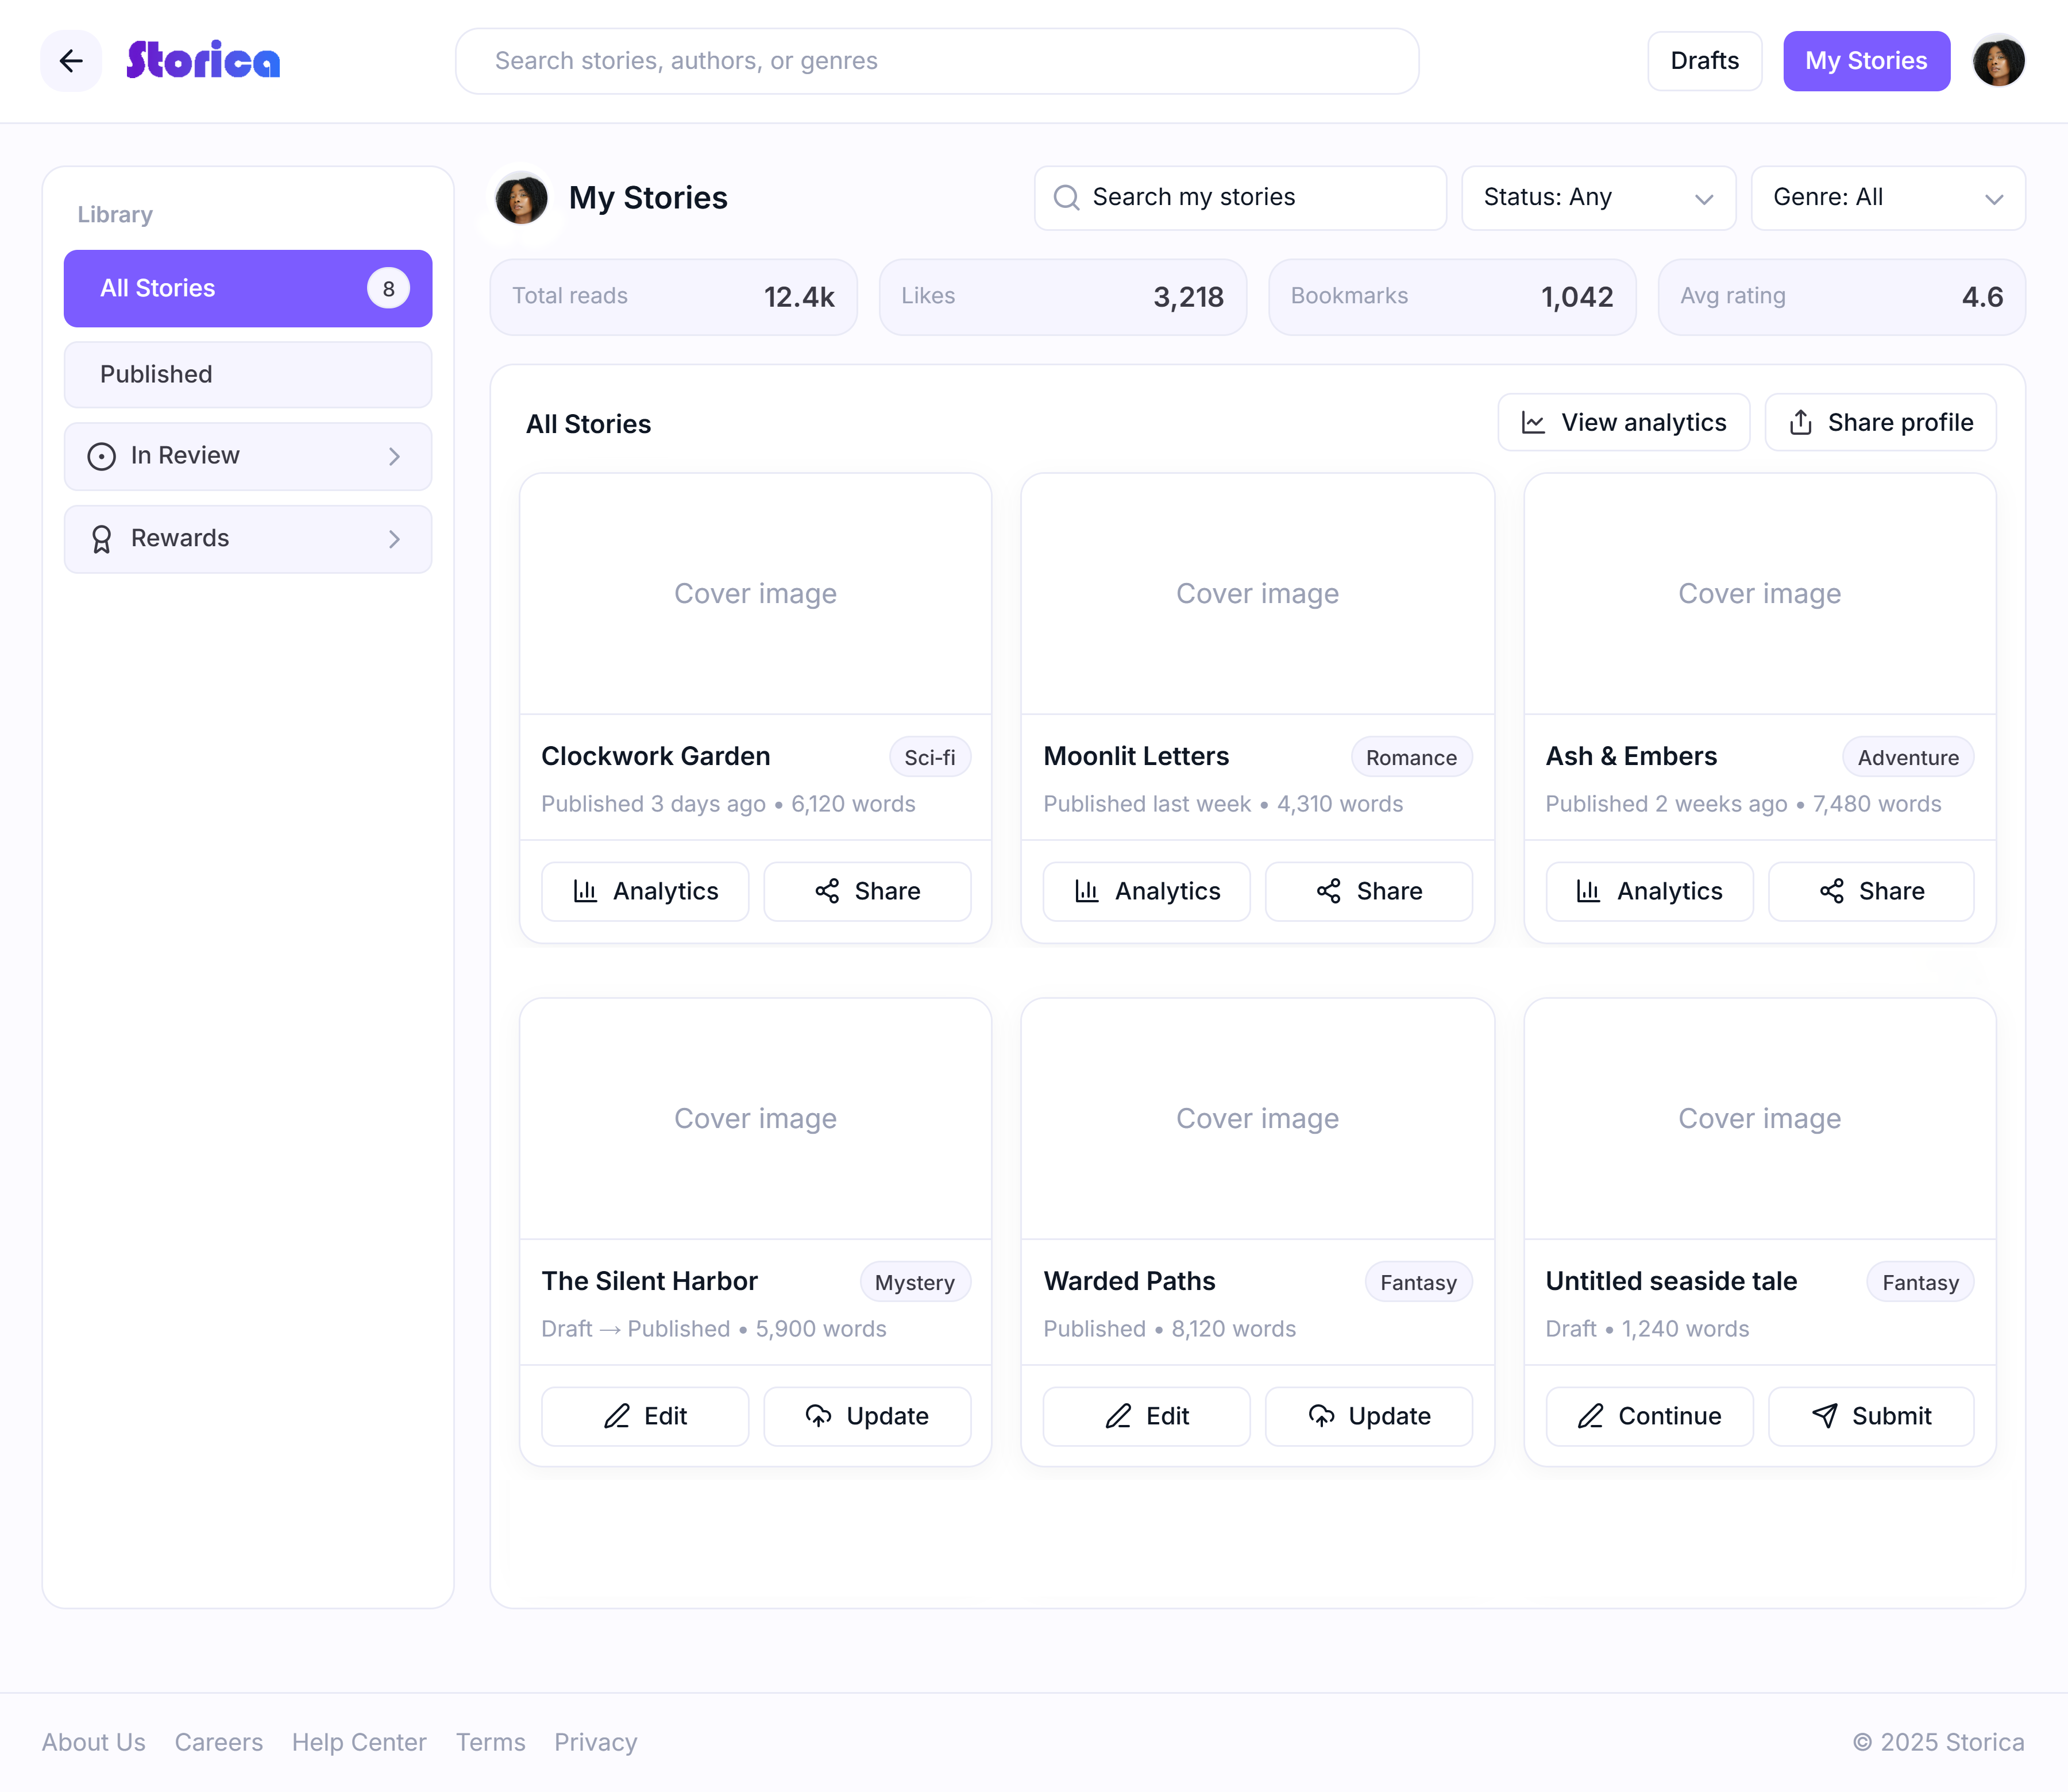 Storica
Search stories, authors, or genres
Drafts
My Stories
Library
All Stories
8
Published
In Review
Rewards
My Stories
Search my stories
Status: Any
Genre: All
Total reads
12.4k
Likes
3,218
Bookmarks
1,042
Avg rating
4.6
All Stories
View analytics
Share profile
Cover image
Cover image
Cover image
Clockwork Garden
Sci-fi
Published 3 days ago • 6,120 words
Analytics
Share
Moonlit Letters
Romance
Published last week • 4,310 words
Analytics
Share
Ash & Embers
Adventure
Published 2 weeks ago • 7,480 words
Analytics
Share
Cover image
Cover image
Cover image
The Silent Harbor
Mystery
Draft → Published • 5,900 words
Edit
Update
Warded Paths
Fantasy
Published • 8,120 words
Edit
Update
Untitled seaside tale
Fantasy
Draft • 1,240 words
Continue
Submit
About Us
Careers
Help Center
Terms
Privacy
© 2025 Storica